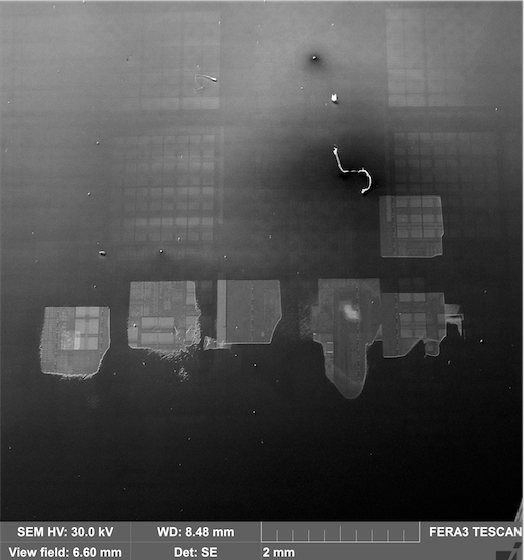 SEM HV: 30.0 kV WD: 8.48 mm FERA3 TESCAN
View field: 6.60 mm Det: SE 2 mm